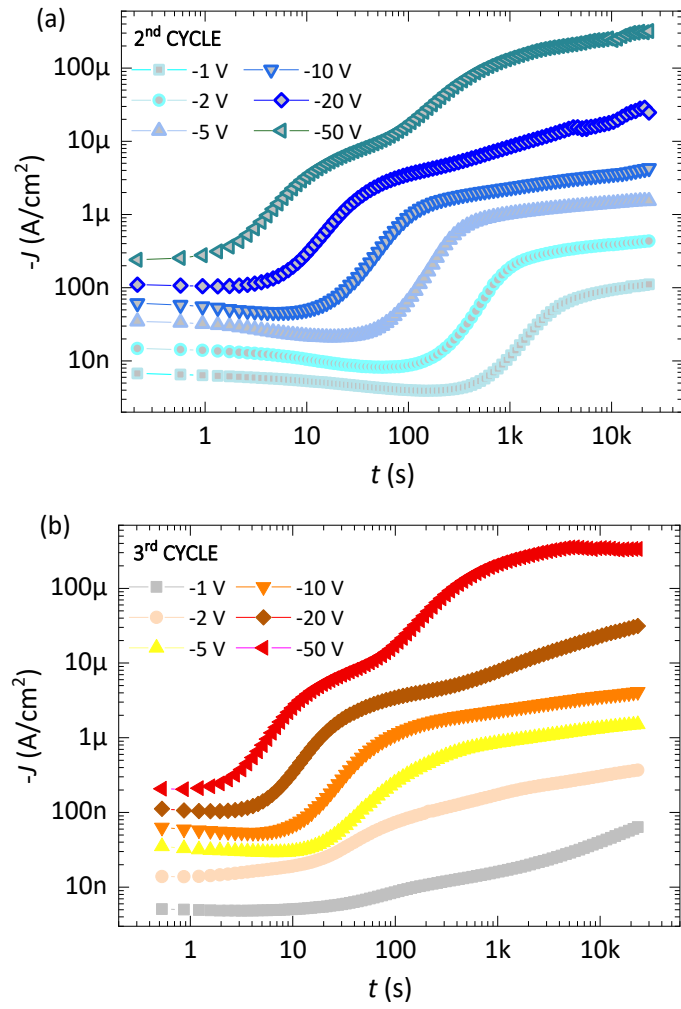 (a)
2nd CYCLE
-1 V -10 V
-2 V -20 V
-5 V -50 V
100µ
10µ
1µ
100n
10n
-J (A/cm²)
1 10 100 1k 10k
t (s)
(b)
3rd CYCLE
-1 V -10 V
-2 V -20 V
-5 V -50 V
100µ
10µ
1µ
100n
10n
-J (A/cm²)
1 10 100 1k 10k
t (s)